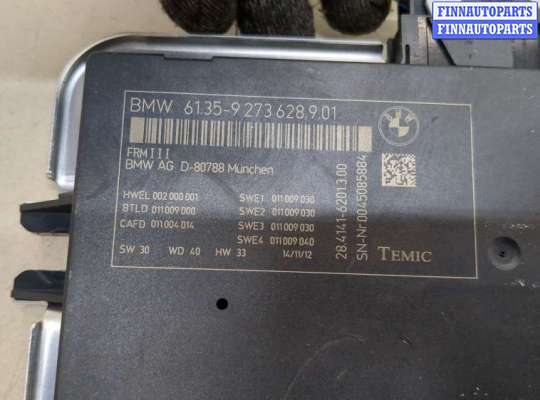 FINNAUTOPARTS
FINNAUTOPARTS
BMW 61.35-9 273 628.9.01
BMW
FRM III
BMW AG D-80788 München
HWEL 002 000 001
BTLD 011 009 000
CAFD 011 004 014
SWE1 011 009 030
SWE2 011 009 030
SWE3 011 009 030
SWE4 011 009 040
SW 30 WD 40 HW 33 14/11/12
28.4141-6201.3.00
SN-Nr.0045085884
TEMIC